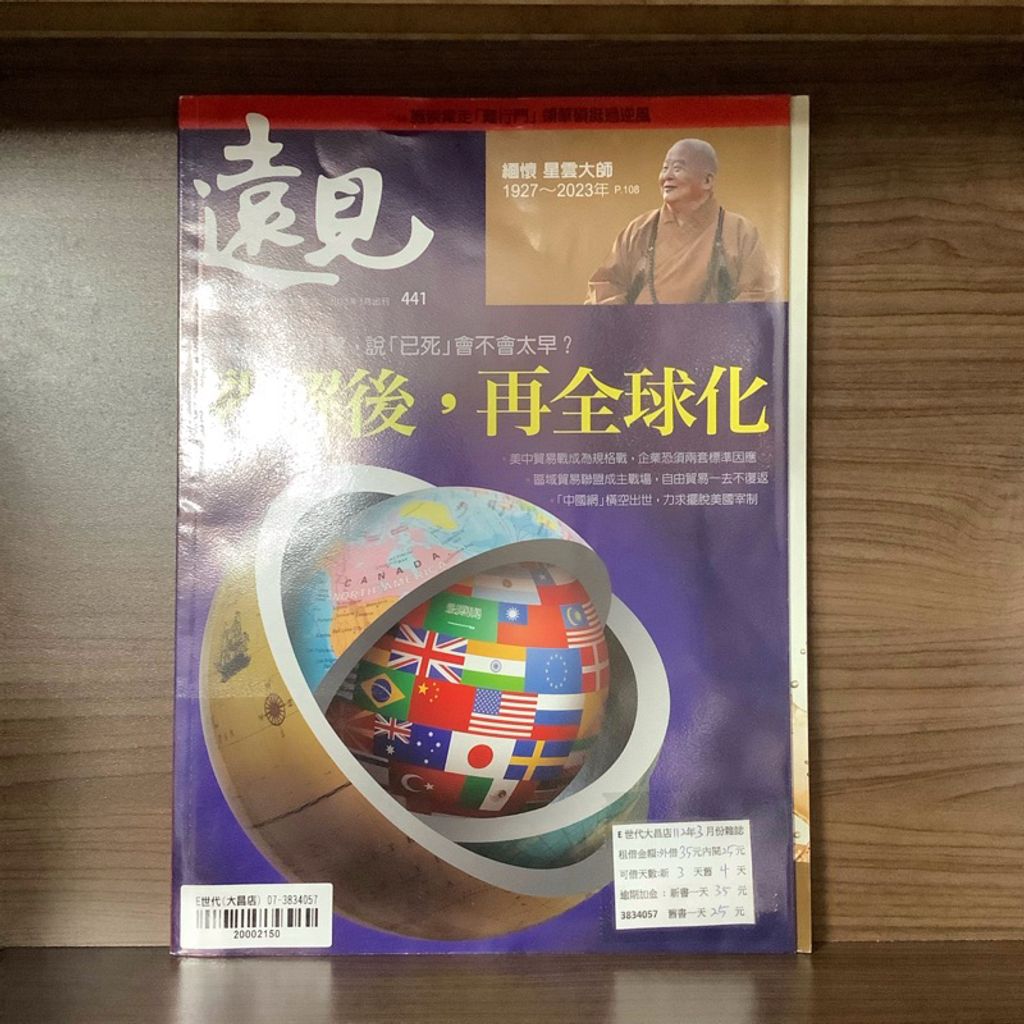 遠見
441
緬懷 星雲大師
1927～2023年 P.108
，說「已死」會不會太早？
後，再全球化
美中貿易戰成為規格戰，企業恐須兩套標準因應
區域貿易聯盟成主戰場，自由貿易一去不復返
「中國網」橫空出世，力求擺脫美國宰制
CANADA
NORTH AMERICA
E世代大昌店112年3月份雜誌
租借金額:外借35元內閱25元
可借天數:新 3 天舊 4 天
逾期加金：新書一天 35 元
3834057 舊書一天 25 元
E世代(大昌店) 07-3834057
20002150